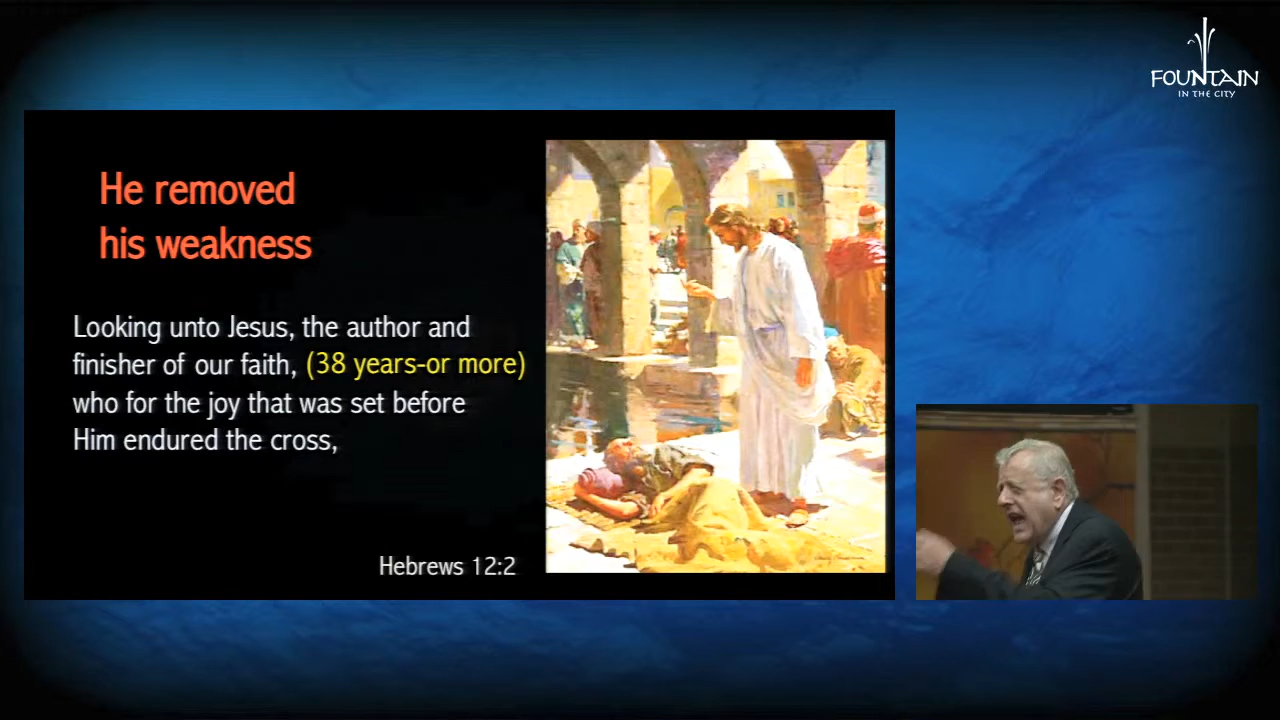 FOUNTAIN
IN THE CITY
He removed
his weakness
Looking unto Jesus, the author and
finisher of our faith, (38 years-or more)
who for the joy that was set before
Him endured the cross,
Hebrews 12:2